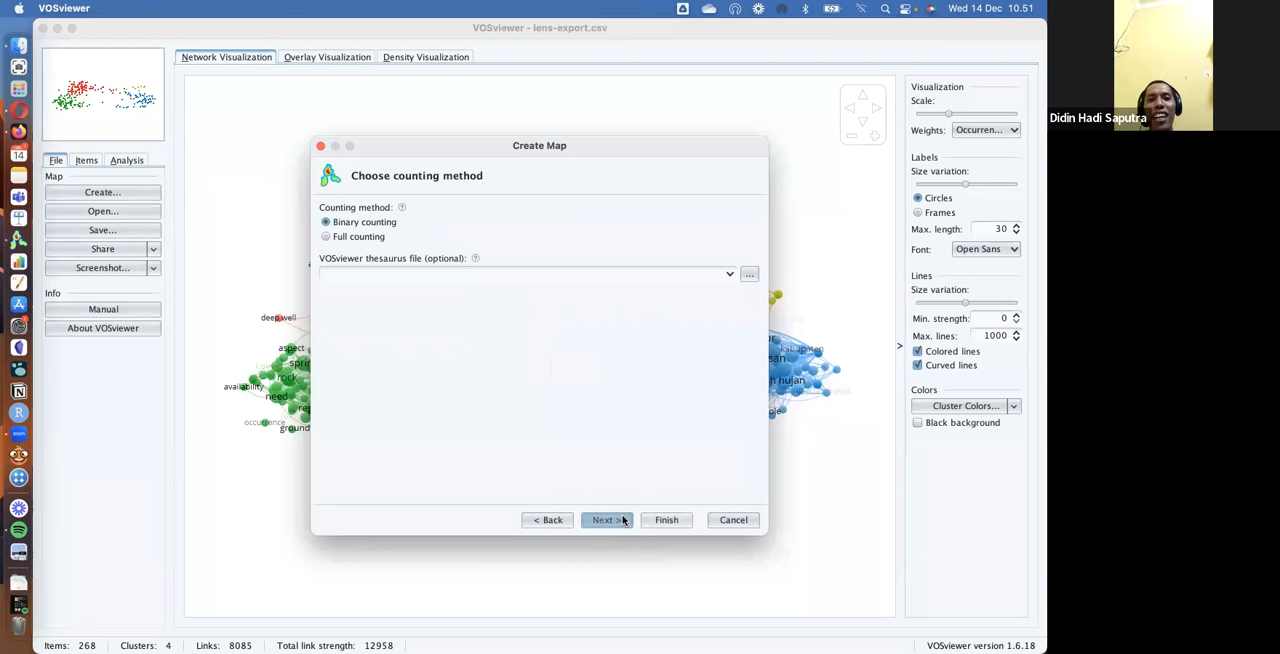 VOSviewer
Wed 14 Dec 10.51
VOSviewer - lens-export.csv
Network Visualization
Overlay Visualization
Density Visualization
File
Items
Analysis
Map
Create...
Open...
Save...
Share
Screenshot...
Info
Manual
About VOSviewer
Create Map
Choose counting method
Counting method:
Binary counting
Full counting
VOSviewer thesaurus file (optional):
...
< Back
Next >
Finish
Cancel
deep well
aspect
rock
availability
need
occurrence
ground
kabupaten
hujan
Visualization
Scale:
Weights: Occurren...
Labels
Size variation:
Circles
Frames
Max. length: 30
Font: Open Sans
Lines
Size variation:
Min. strength: 0
Max. lines: 1000
Colored lines
Curved lines
Colors
Cluster Colors...
Black background
>
Items: 268 Clusters: 4 Links: 8085 Total link strength: 12958
VOSviewer version 1.6.18
Didin Hadi Saputra